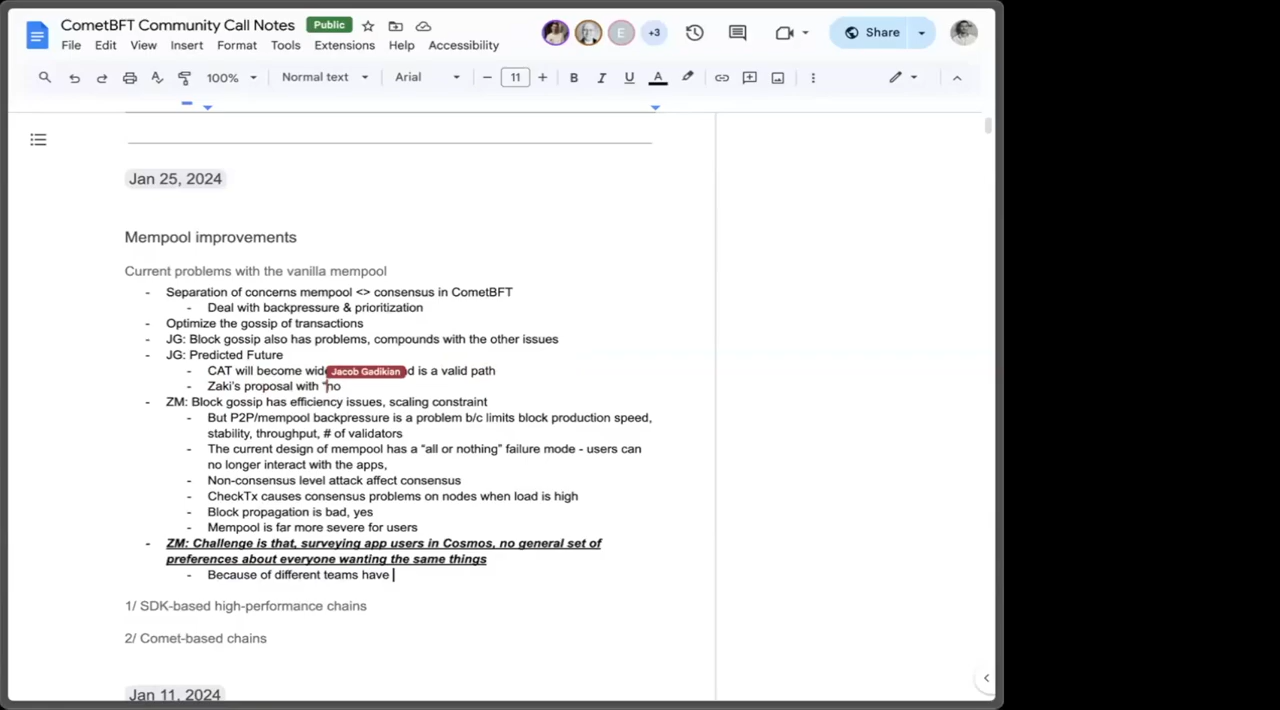 CometBFT Community Call Notes Public
File Edit View Insert Format Tools Extensions Help Accessibility
E +3 Share
100% Normal text Arial 11 B I U A
Jan 25, 2024
Mempool improvements
Current problems with the vanilla mempool
- Separation of concerns mempool <> consensus in CometBFT
- Deal with backpressure & prioritization
- Optimize the gossip of transactions
- JG: Block gossip also has problems, compounds with the other issues
- JG: Predicted Future
- CAT will become Jacob Gadikian is a valid path
- Zaki's proposal with "no
- ZM: Block gossip has efficiency issues, scaling constraint
- But P2P/mempool backpressure is a problem b/c limits block production speed,
stability, throughput, # of validators
- The current design of mempool has a "all or nothing" failure mode - users can
no longer interact with the apps,
- Non-consensus level attack affect consensus
- CheckTx causes consensus problems on nodes when load is high
- Block propagation is bad, yes
- Mempool is far more severe for users
- ZM: Challenge is that, surveying app users in Cosmos, no general set of
preferences about everyone wanting the same things
- Because of different teams have
1/ SDK-based high-performance chains
2/ Comet-based chains
Jan 11, 2024